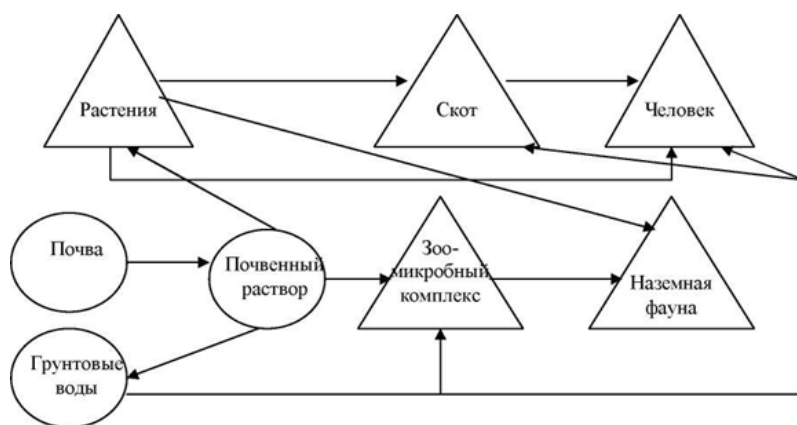 Растения
Скот
Человек
Почва
Почвенный
раствор
Зоо-
микробный
комплекс
Наземная
фауна
Грунтовые
воды